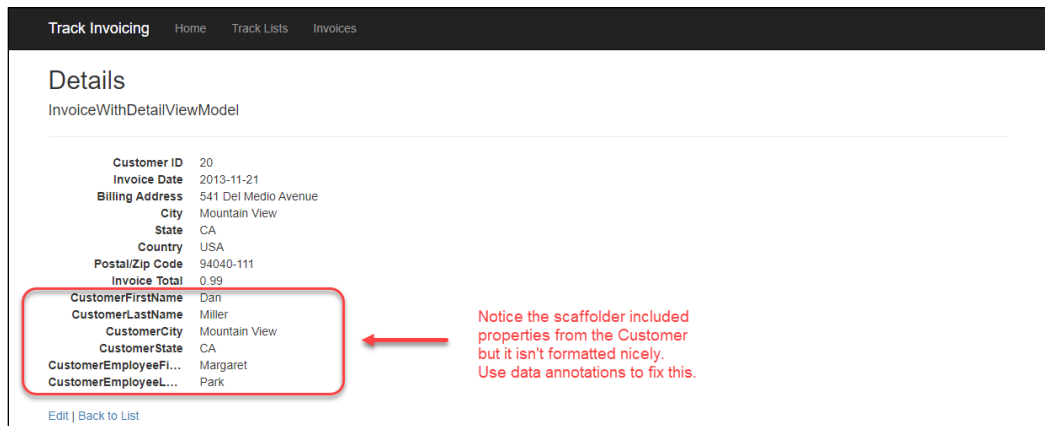 Track Invoicing Home Track Lists Invoices
Details
InvoiceWithDetailViewModel
Customer ID 20
Invoice Date 2013-11-21
Billing Address 541 Del Medio Avenue
City Mountain View
State CA
Country USA
Postal/Zip Code 94040-111
Invoice Total 0.99
CustomerFirstName Dan
CustomerLastName Miller
CustomerCity Mountain View
CustomerState CA
CustomerEmployeeFi... Margaret
CustomerEmployeeL... Park
Notice the scaffolder included
properties from the Customer
but it isn't formatted nicely.
Use data annotations to fix this.
Edit | Back to List